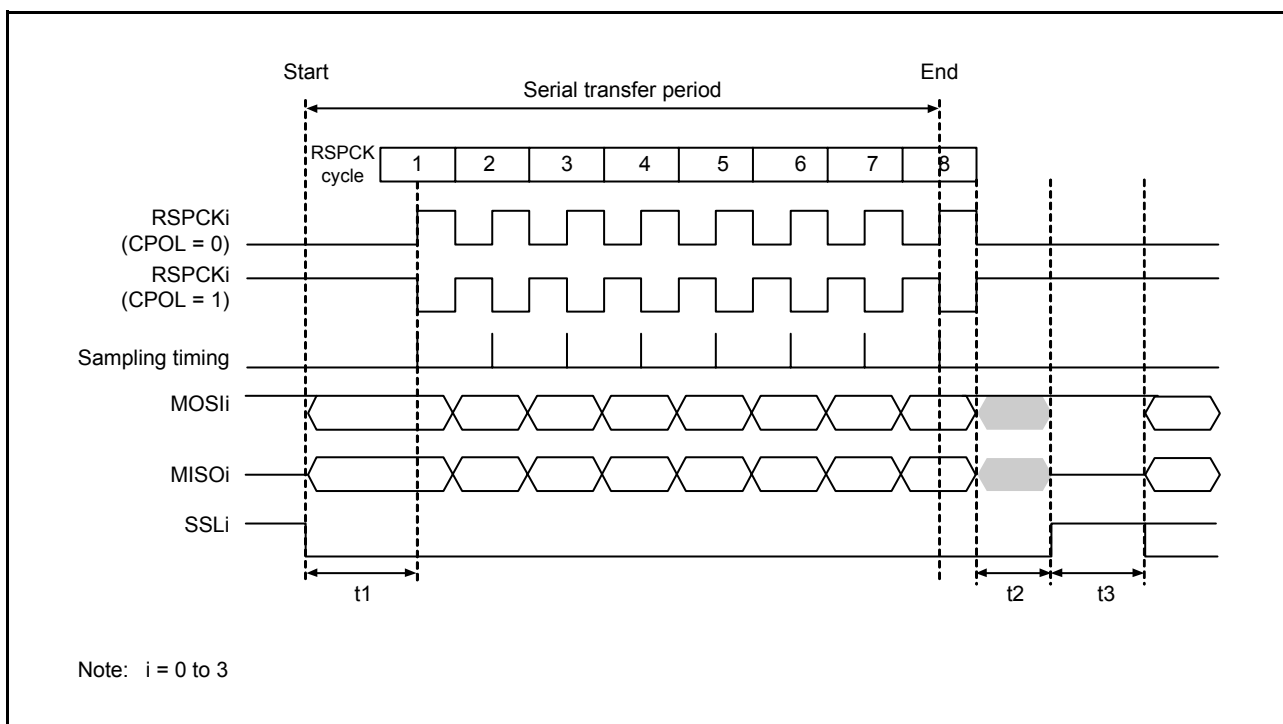 Start
End
Serial transfer period
RSPCK
cycle
1 2 3 4 5 6 7 8
RSPCKi
(CPOL = 0)
RSPCKi
(CPOL = 1)
Sampling timing
MOSIi
MISOi
SSLi
t1
t2
t3
Note: i = 0 to 3